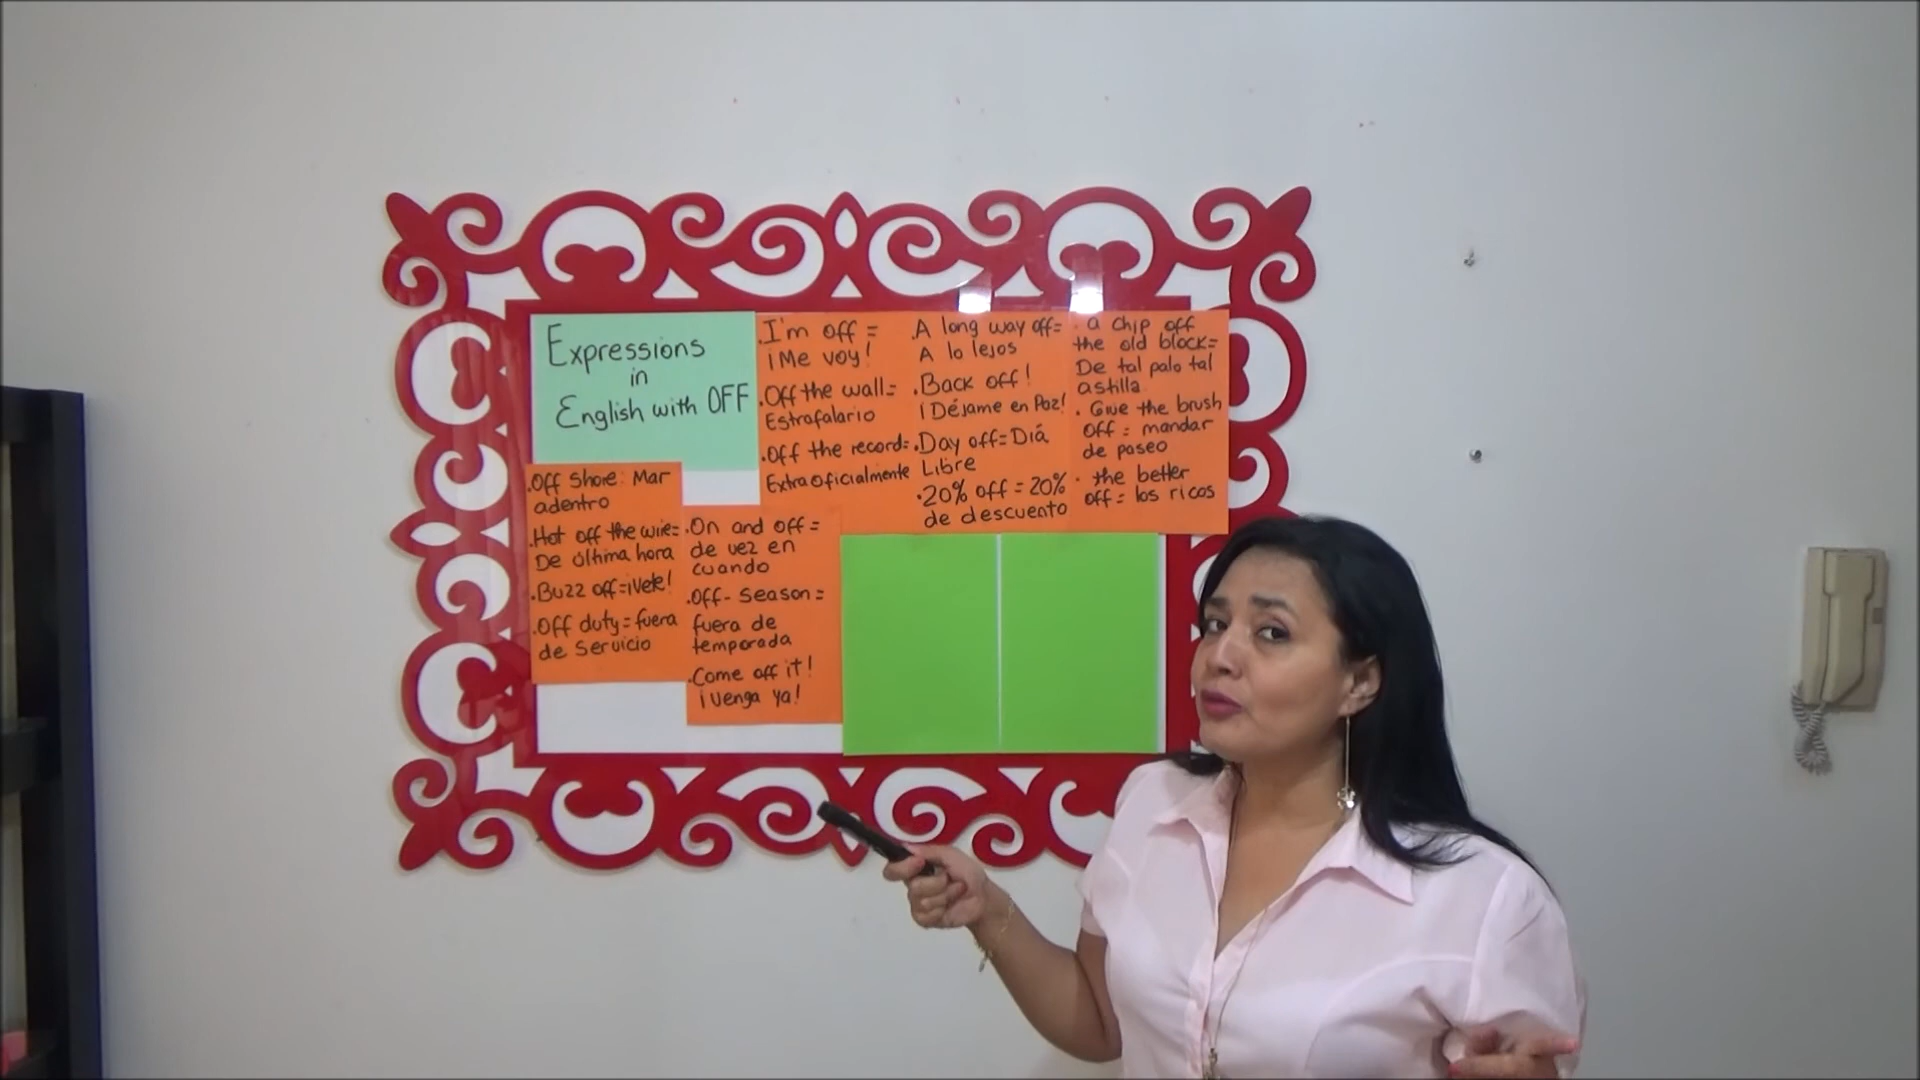 Expressions
in
English with OFF
.I'm off =
¡Me voy!
.Off the wall=
Estrafalario
.Off the record=
Extraoficialmente
.A long way off=
A lo lejos
.Back off!
¡Déjame en Paz!
.Day off=Diá
Libre
.20% off = 20%
de descuento
. a chip off
the old block=
De tal palo tal
astilla
. Give the brush
off = mandar
de paseo
. the better
off= los ricos
.Off Shore: Mar
adentro
.Hot off the wire=
De última hora
.Buzz off=¡Vete!
.Off duty=fuera
de Servicio
.On and off=
de vez en
cuando
.Off-Season=
fuera de
temporada
.Come off it!
¡Venga ya!